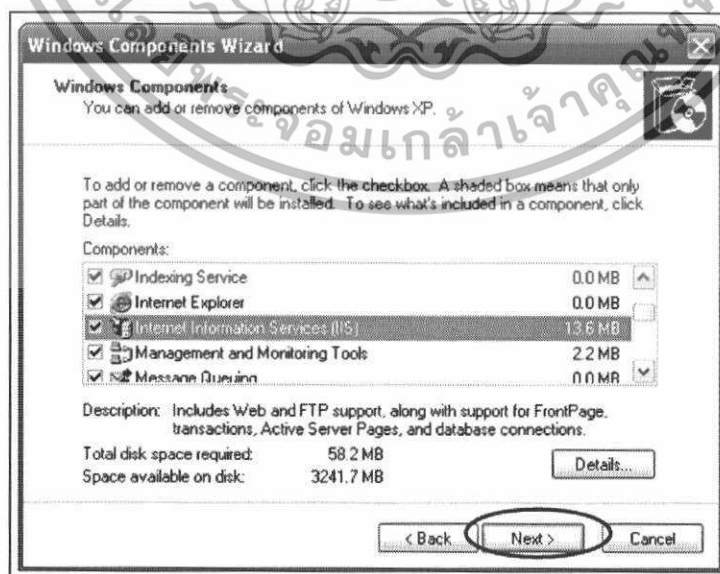 Windows Components Wizard
Windows Components
You can add or remove components of Windows XP.
พระจอมเกล้าเจ้าคุณ
To add or remove a component, click the checkbox. A shaded box means that only
part of the component will be installed. To see what's included in a component, click
Details.
Components:
Indexing Service 0.0 MB
Internet Explorer 0.0 MB
Internet Information Services (IIS) 13.6 MB
Management and Monitoring Tools 2.2 MB
Message Queuing 0.0 MB
Description: Includes Web and FTP support, along with support for FrontPage,
transactions, Active Server Pages, and database connections.
Total disk space required: 58.2 MB
Space available on disk: 3241.7 MB
Details...
< Back
Next >
Cancel